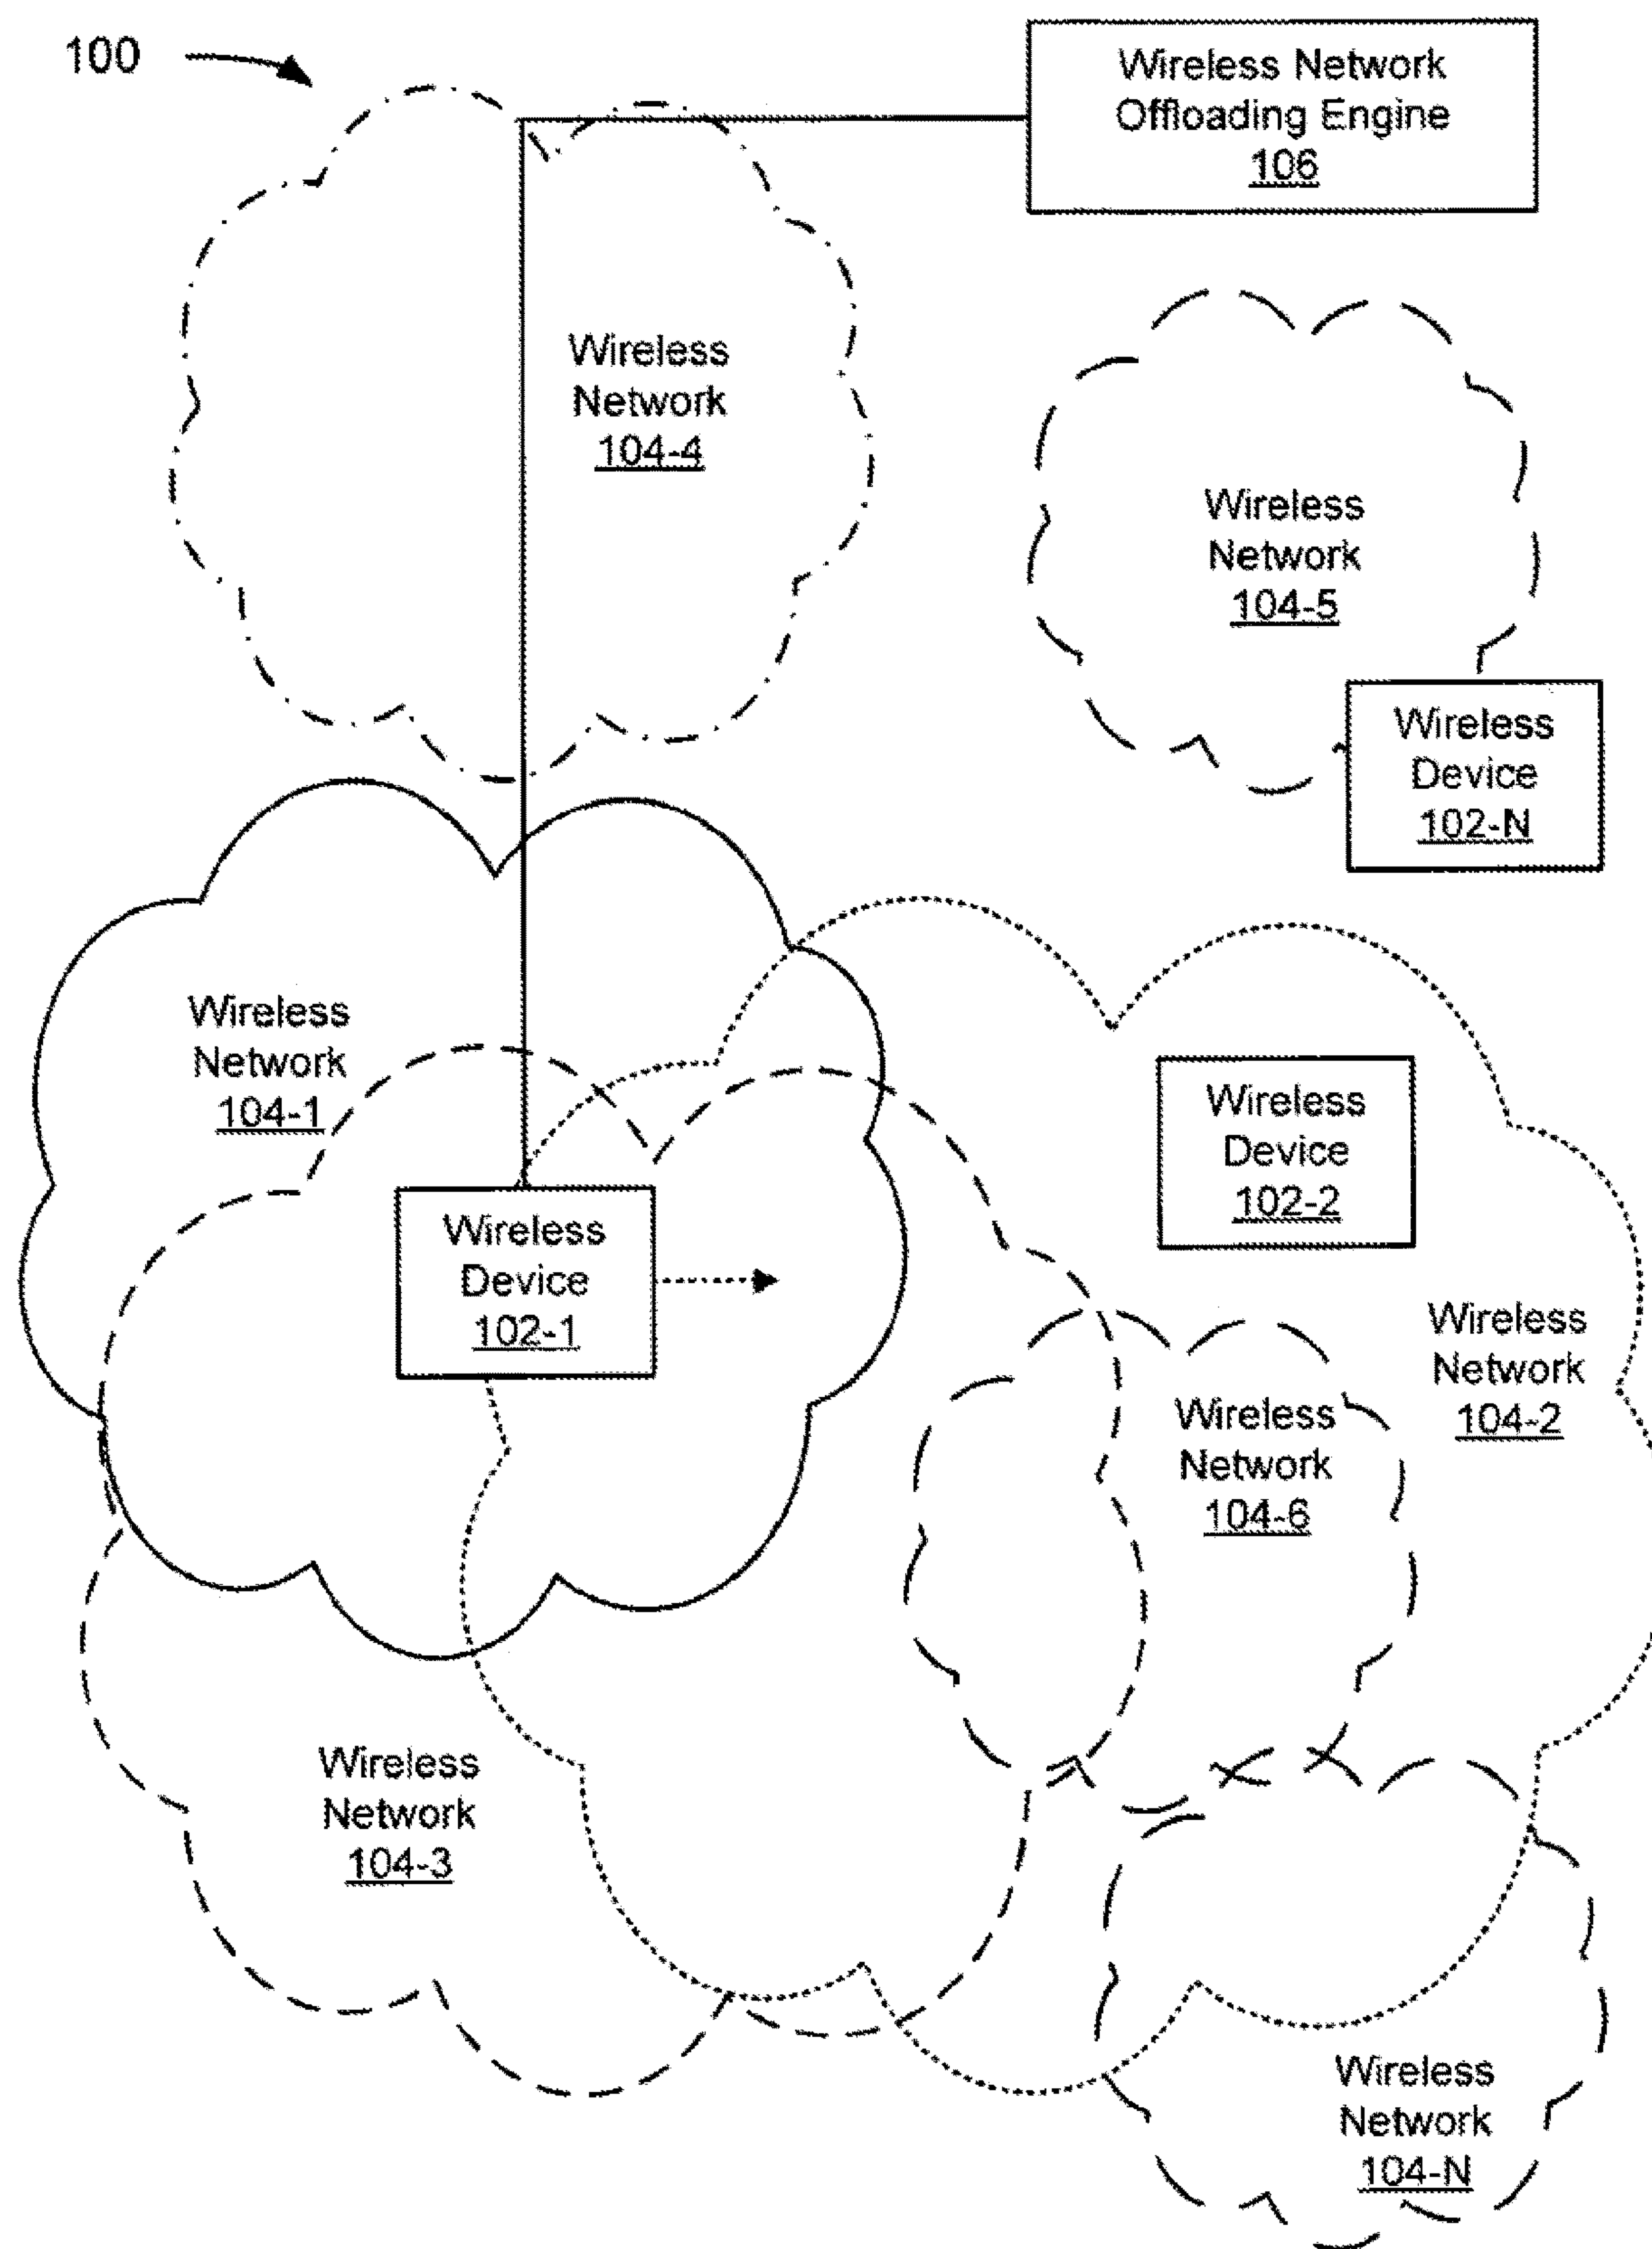 100
Wireless Network
Offloading Engine
106
Wireless
Network
104-4
Wireless
Network
104-5
Wireless
Device
102-N
Wireless
Network
104-1
Wireless
Device
102-2
Wireless
Device
102-1
Wireless
Network
104-2
Wireless
Network
104-6
Wireless
Network
104-3
Wireless
Network
104-N